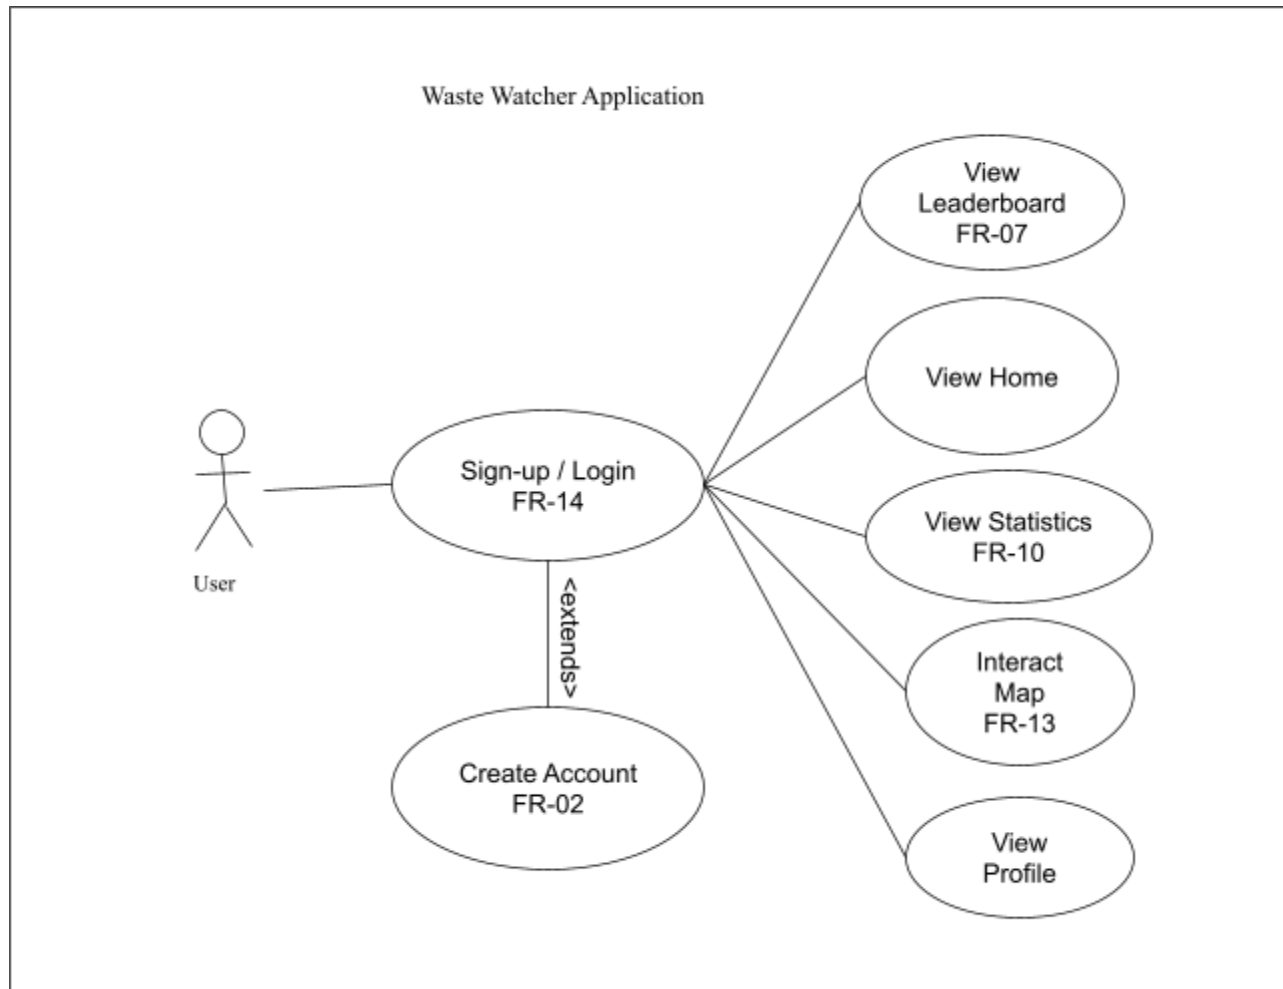 Waste Watcher Application
View
Leaderboard
FR-07
View Home
Sign-up / Login
FR-14
View Statistics
FR-10
<extends>
User
Interact
Map
FR-13
Create Account
FR-02
View
Profile